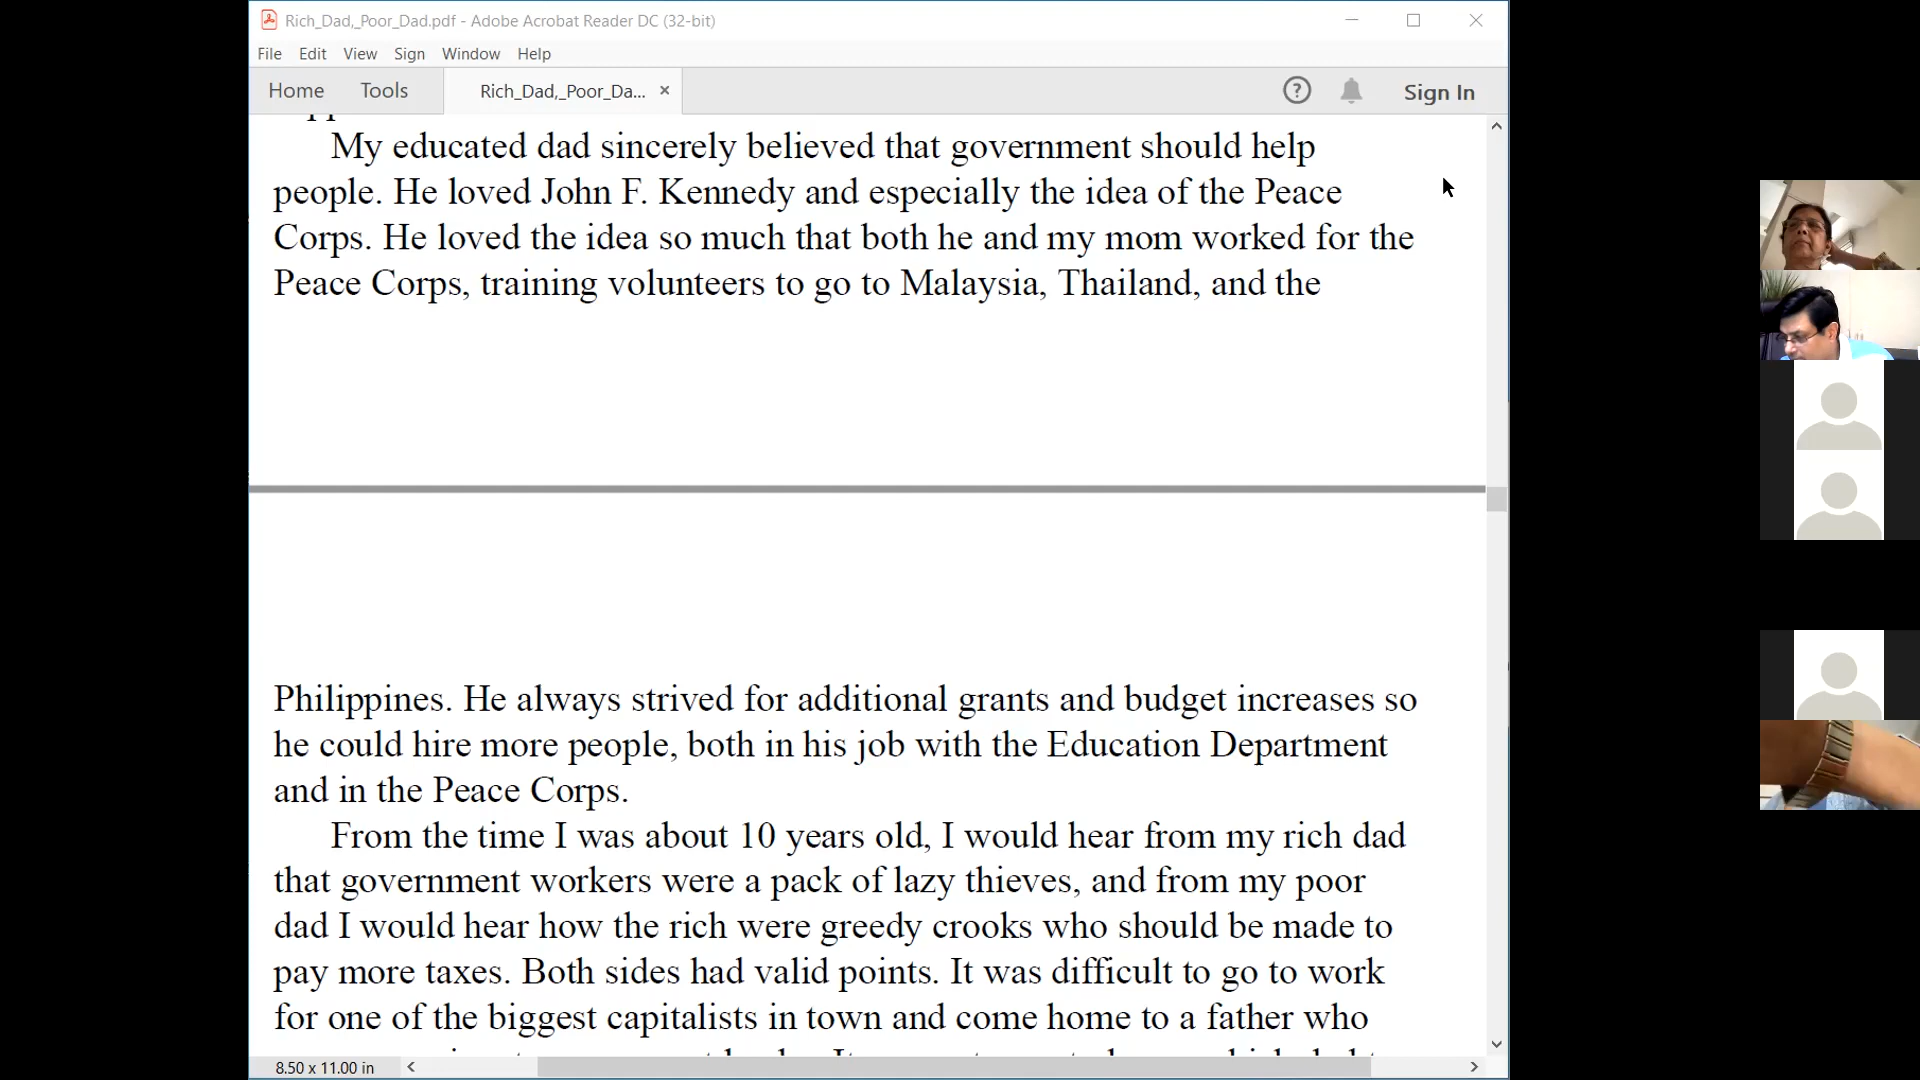 Rich_Dad,_Poor_Dad.pdf - Adobe Acrobat Reader DC (32-bit)
File Edit View Sign Window Help
Home Tools Rich_Dad,_Poor_Da... × ? Sign In
My educated dad sincerely believed that government should help
people. He loved John F. Kennedy and especially the idea of the Peace
Corps. He loved the idea so much that both he and my mom worked for the
Peace Corps, training volunteers to go to Malaysia, Thailand, and the
Philippines. He always strived for additional grants and budget increases so
he could hire more people, both in his job with the Education Department
and in the Peace Corps.
From the time I was about 10 years old, I would hear from my rich dad
that government workers were a pack of lazy thieves, and from my poor
dad I would hear how the rich were greedy crooks who should be made to
pay more taxes. Both sides had valid points. It was difficult to go to work
for one of the biggest capitalists in town and come home to a father who
8.50 x 11.00 in